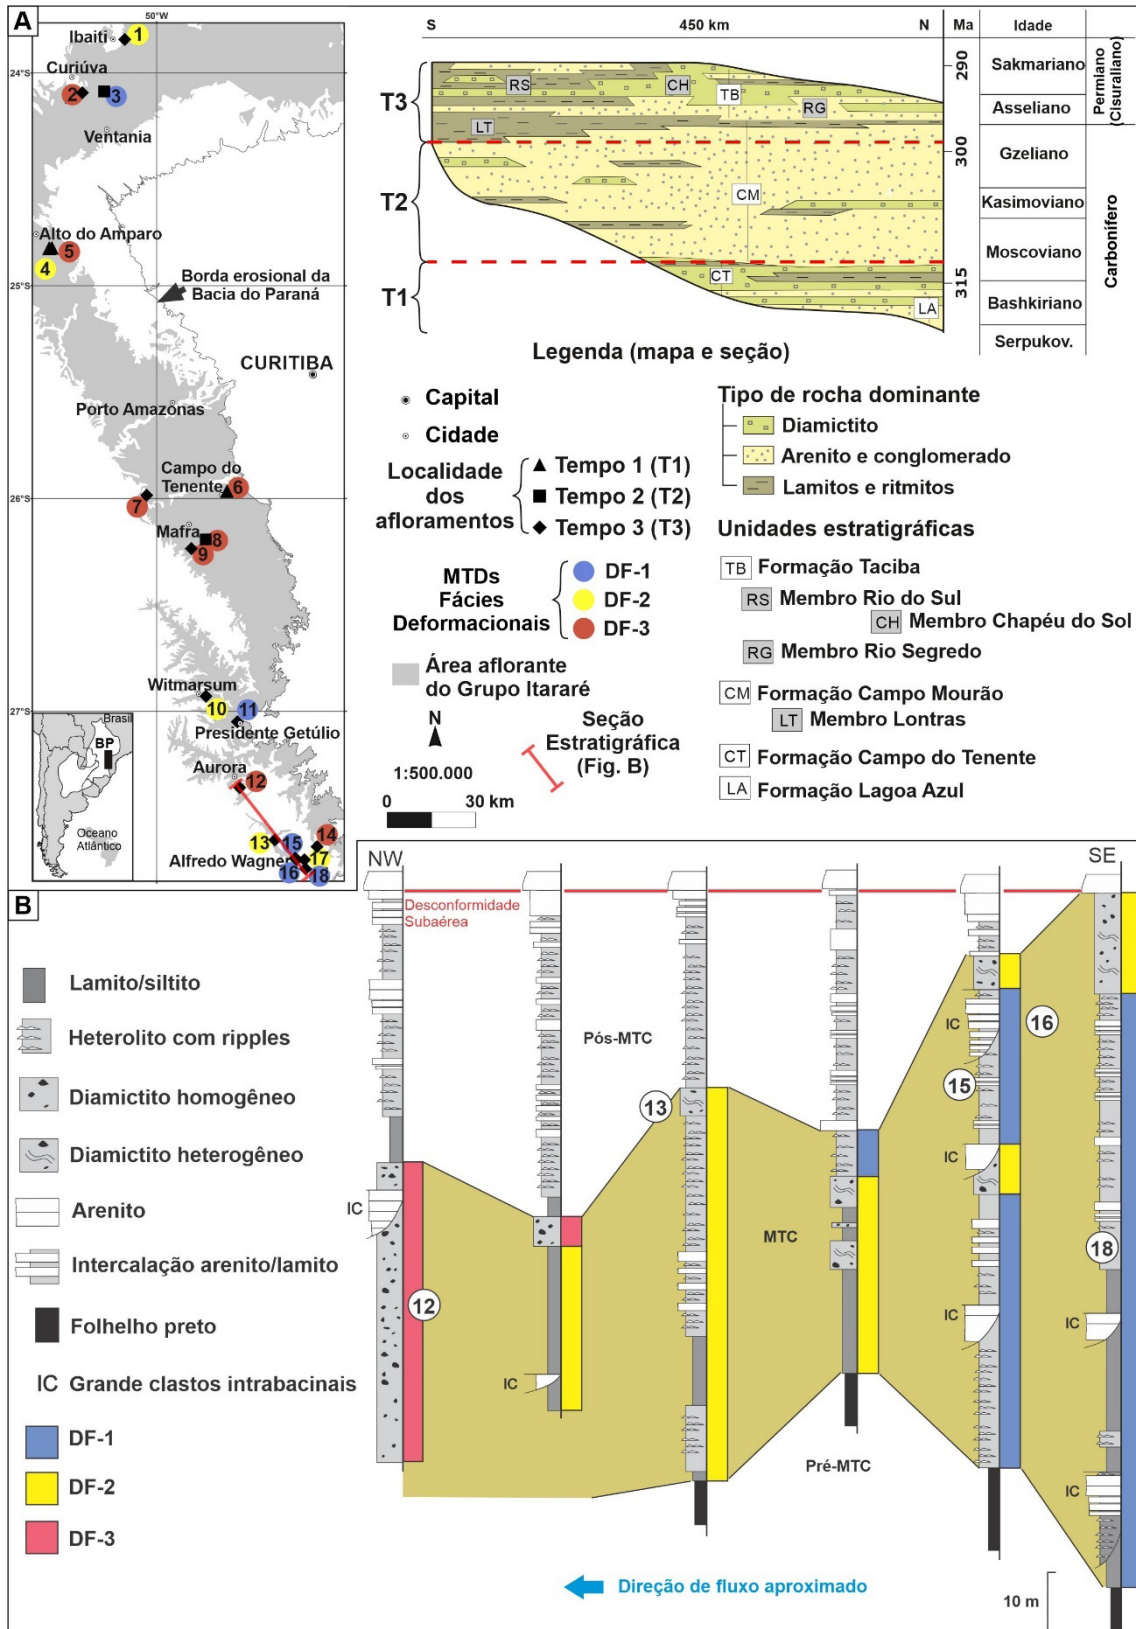 A
50°W
Ibaiti
1
24°S
Curiúva
2
3
Ventania
Alto do Amparo
5
4
25°S
Borda erosional da
Bacia do Paraná
CURITIBA
Porto Amazonas
Campo do
Tenente
6
26°S
7
Mafra
8
9
Witmarsum
10
11
27°S
Presidente Getúlio
Aurora
12
13
15
14
17
Alfredo Wagner
16
18
Brasil
BP
Oceano
Atlântico
S
450 km
N
Ma
Idade
T3
T2
T1
RS
CH
TB
RG
LT
CM
CT
LA
290
300
315
Sakmariano
Asseliano
Gzeliano
Kasimoviano
Moscoviano
Bashkiriano
Serpukov.
Permiano
(Cisuraliano)
Carbonífero
Legenda (mapa e seção)
Capital
Cidade
Localidade
dos
afloramentos
Tempo 1 (T1)
Tempo 2 (T2)
Tempo 3 (T3)
MTDs
Fácies
Deformacionais
DF-1
DF-2
DF-3
Área aflorante
do Grupo Itararé
N
1:500.000
0 30 km
Seção
Estratigráfica
(Fig. B)
Tipo de rocha dominante
Diamictito
Arenito e conglomerado
Lamitos e ritmitos
Unidades estratigráficas
TB Formação Taciba
RS Membro Rio do Sul
CH Membro Chapéu do Sol
RG Membro Rio Segredo
CM Formação Campo Mourão
LT Membro Lontras
CT Formação Campo do Tenente
LA Formação Lagoa Azul
B
NW
SE
Desconformidade
Subaérea
Lamito/siltito
Heterolito com ripples
Diamictito homogêneo
Diamictito heterogêneo
Arenito
Intercalação arenito/lamito
Folhelho preto
IC Grande clastos intrabacinais
DF-1
DF-2
DF-3
Pós-MTC
MTC
Pré-MTC
IC
12
IC
13
IC
15
IC
IC
16
18
IC
IC
Direção de fluxo aproximado
10 m